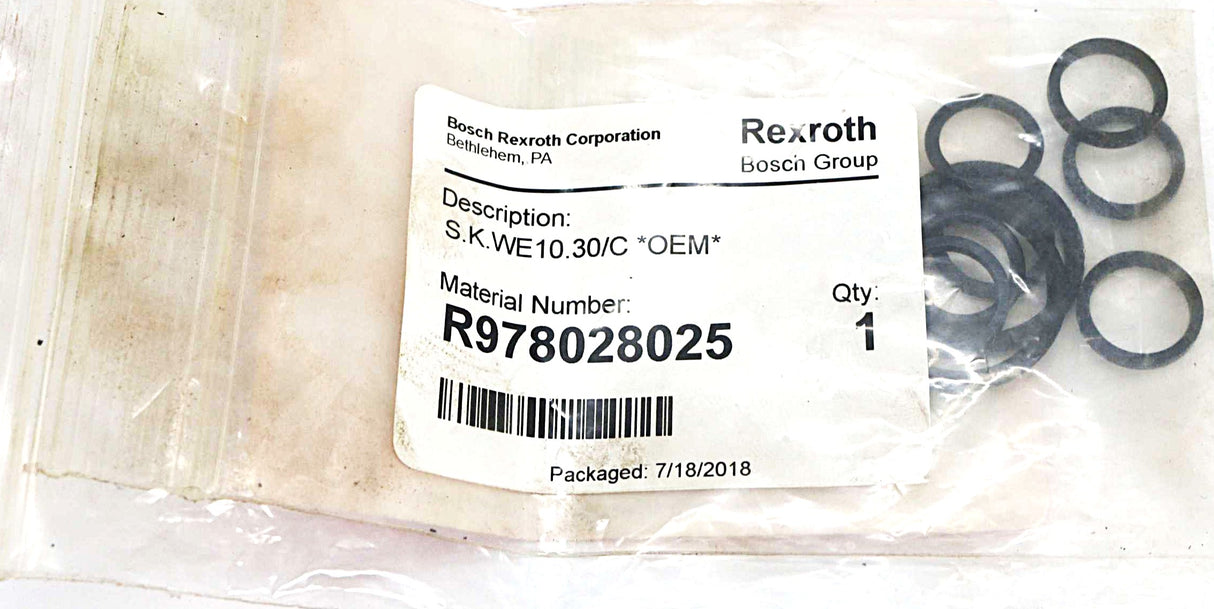 Bosch Rexroth Corporation
Bethlehem, PA
Rexroth
Bosch Group
Description:
S.K.WE10.30/C *OEM*
Material Number:
R978028025
Qty:
1
Packaged: 7/18/2018